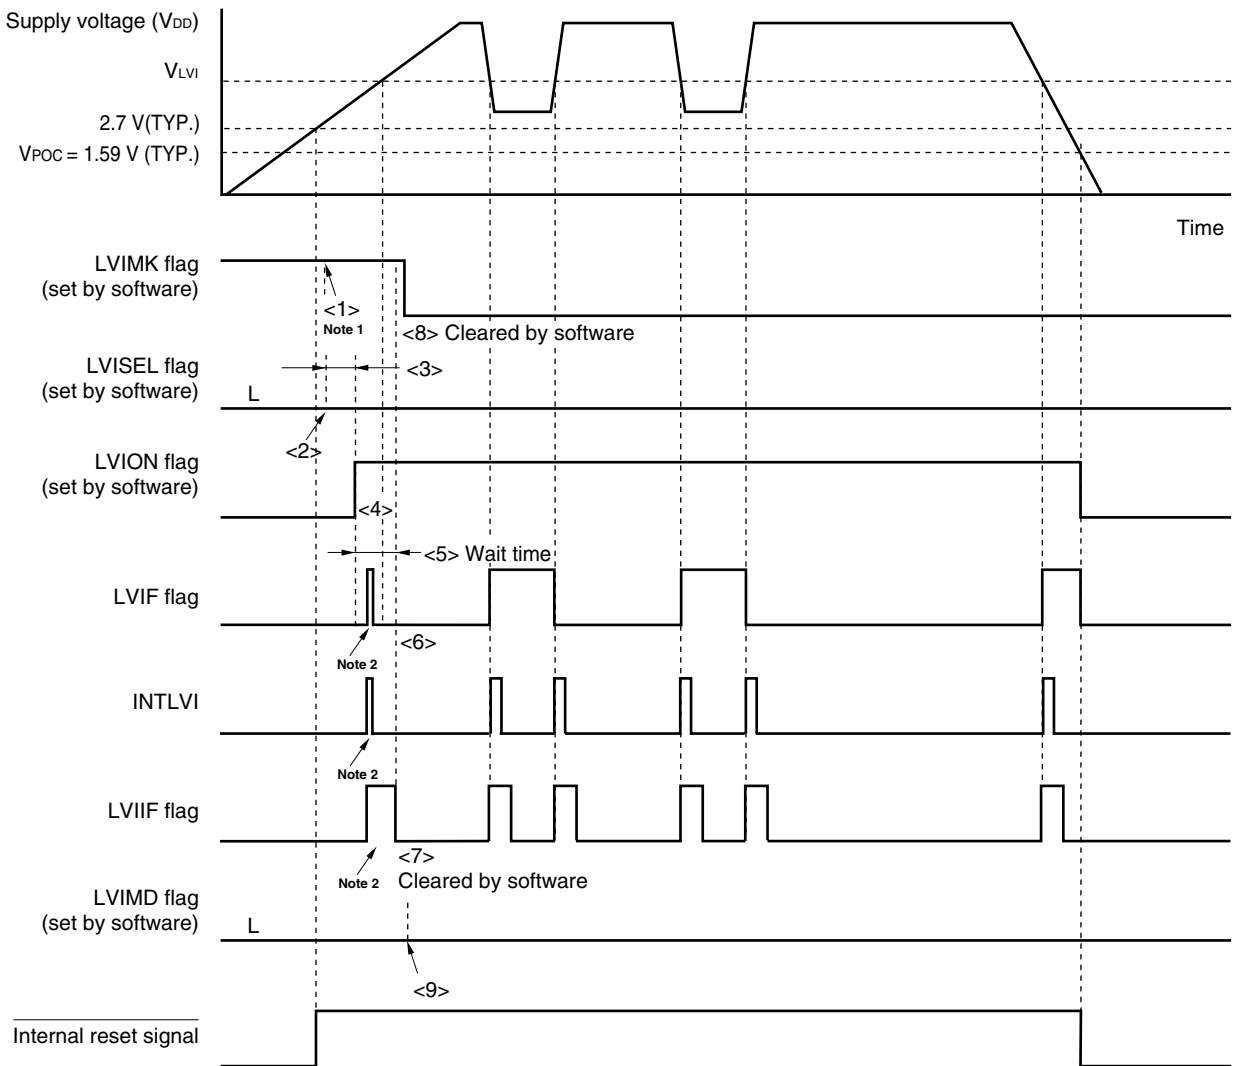 Supply voltage (VDD)
VLVI
2.7 V(TYP.)
VPOC = 1.59 V (TYP.)
Time
LVIMK flag
(set by software)
<1>
Note 1
<8> Cleared by software
LVISEL flag
(set by software)
L
<3>
<2>
LVION flag
(set by software)
<4>
<5> Wait time
LVIF flag
<6>
Note 2
INTLVI
Note 2
LVIIF flag
<7>
Note 2
Cleared by software
LVIMD flag
(set by software)
L
<9>
Internal reset signal